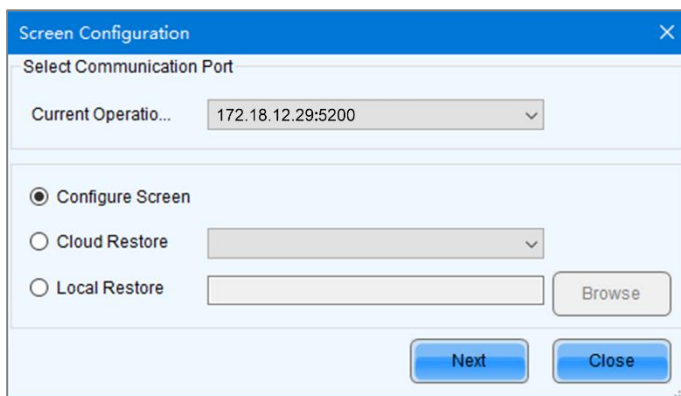 Screen Configuration
Select Communication Port
Current Operatio... 172.18.12.29:5200
Configure Screen
Cloud Restore
Local Restore Browse
Next Close